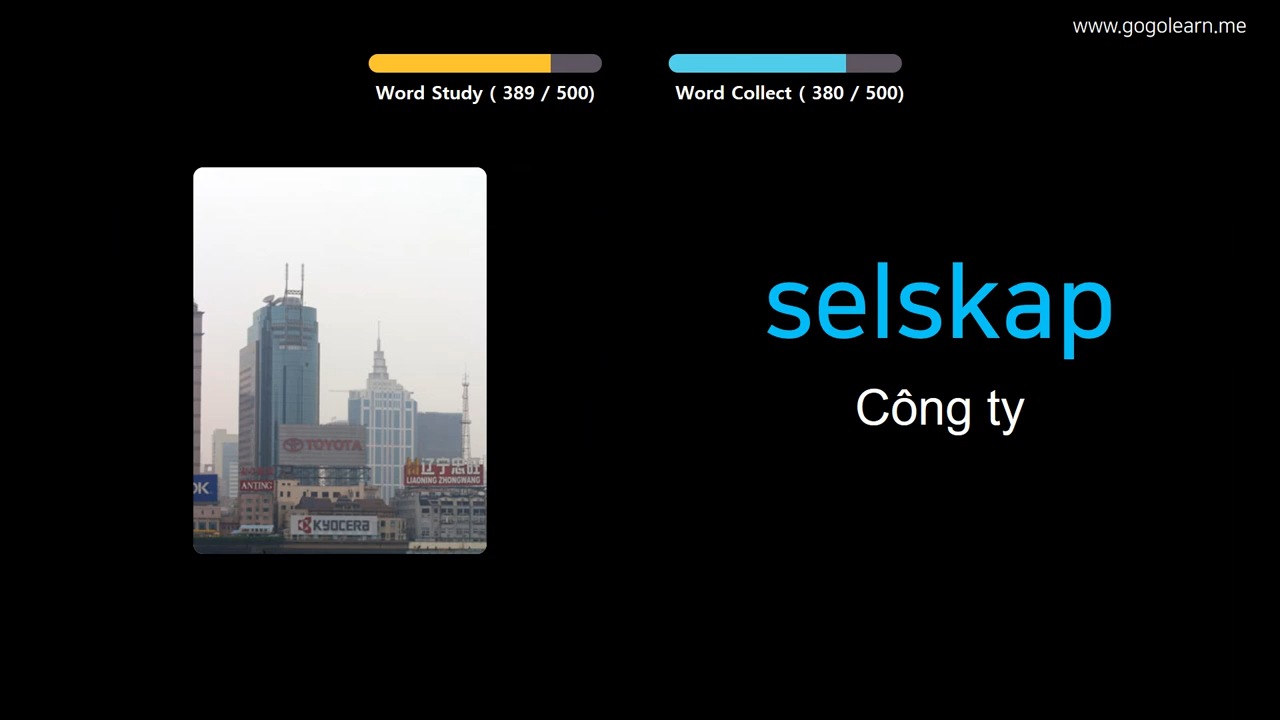 www.gogolearn.me
Word Study ( 389 / 500)
Word Collect ( 380 / 500)
selskap
Công ty
TOYOTA
辽宁忠旺
LIAONING ZHONGWANG
OK.
ANTING
KYOCERA